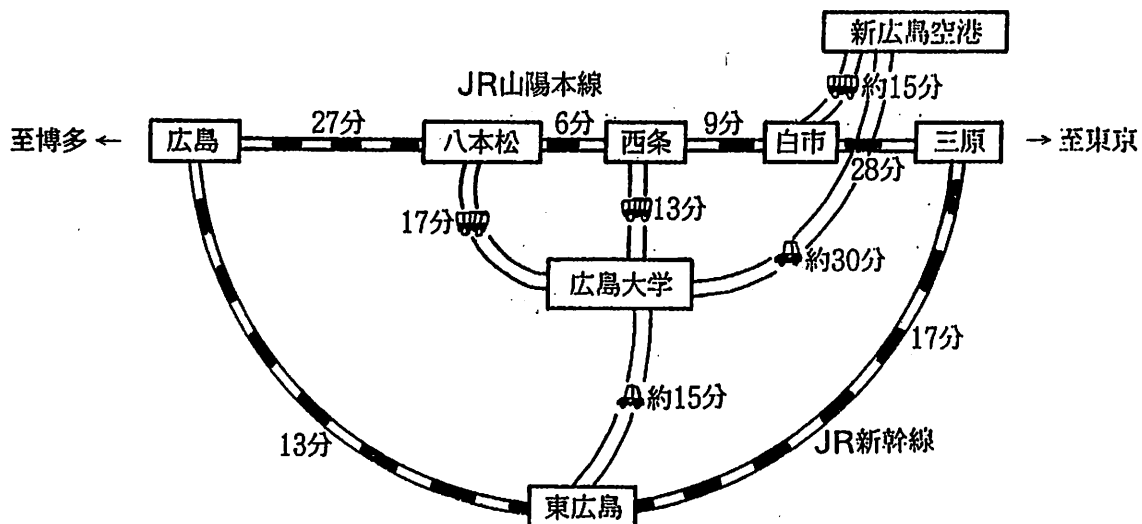 新広島空港
約15分
JR山陽本線
至博多 ← 広島 27分 八本松 6分 西条 9分 白市 28分 三原 → 至東京
17分
13分
約30分
広島大学
17分
約15分
13分
JR新幹線
東広島